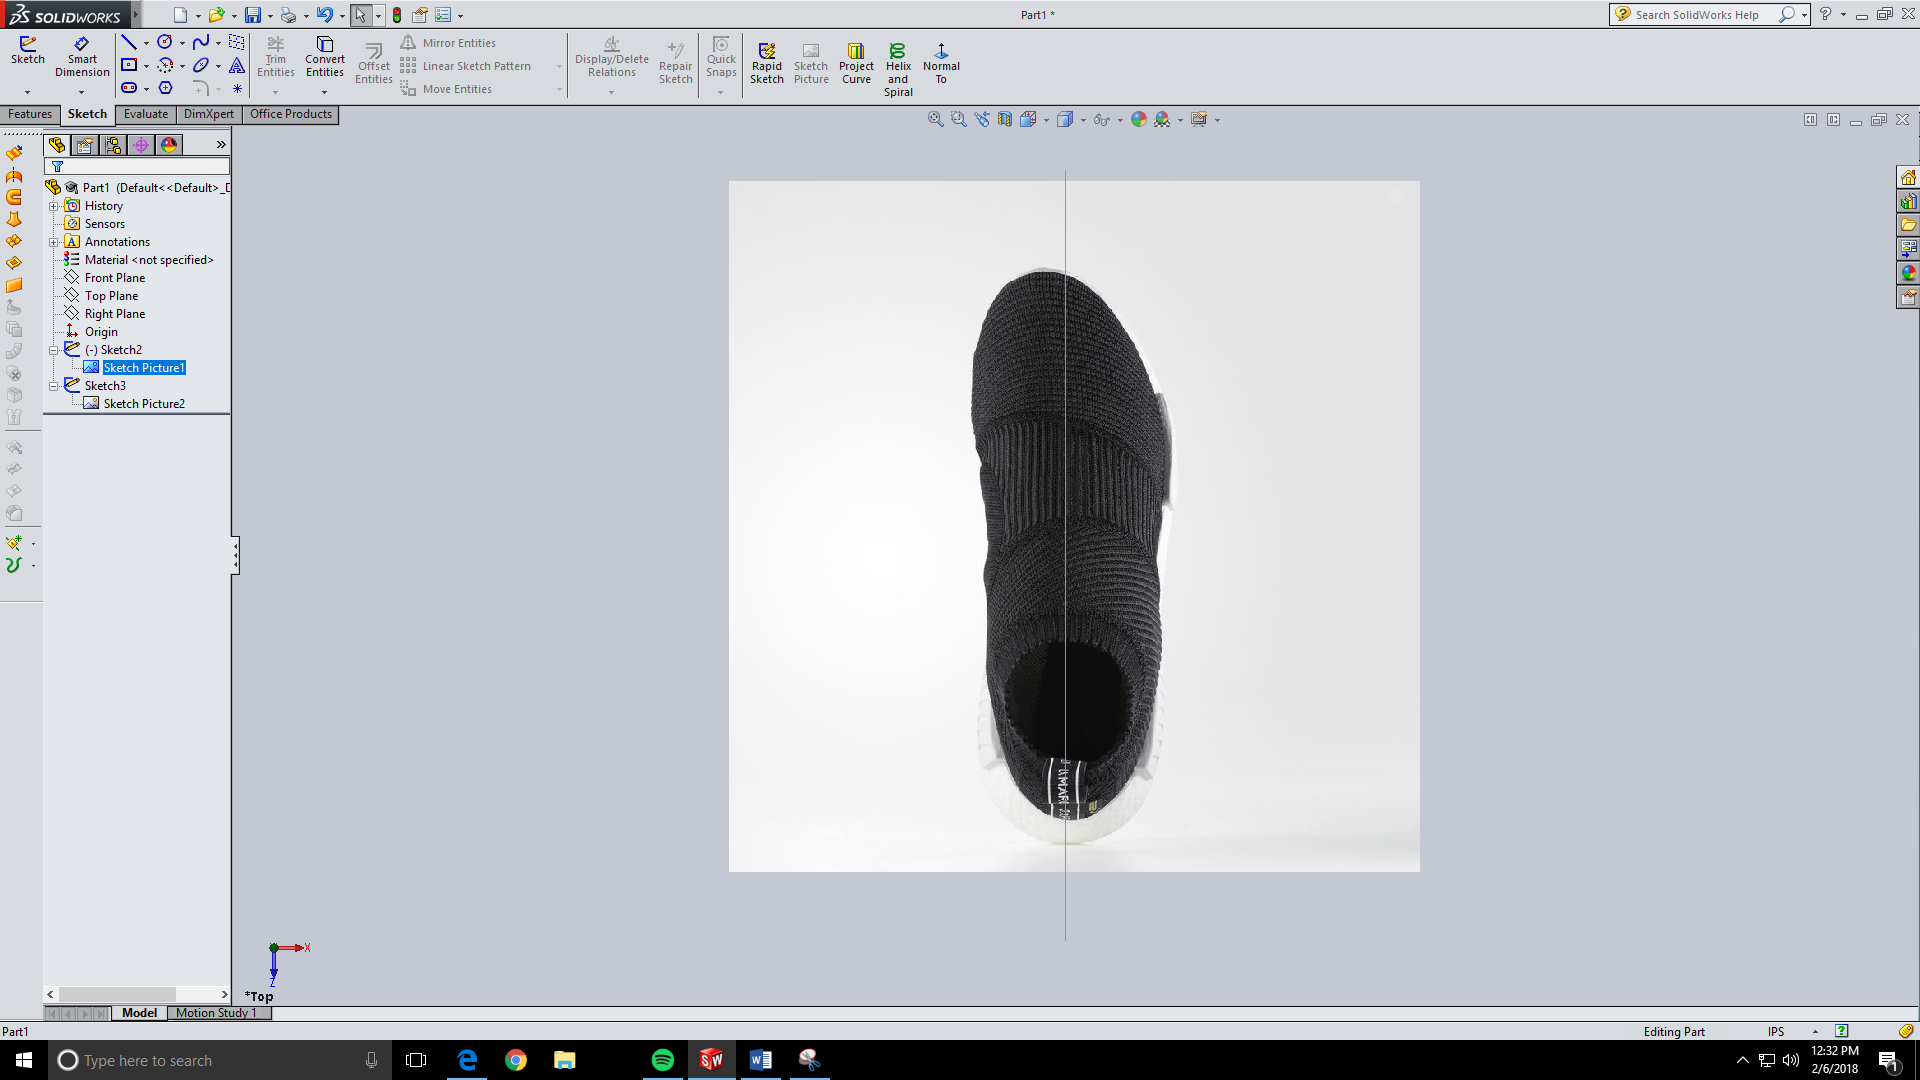 SOLIDWORKS
Part1 *
Search SolidWorks Help
Sketch
Smart Dimension
Trim Entities
Convert Entities
Offset Entities
Mirror Entities
Linear Sketch Pattern
Move Entities
Display/Delete Relations
Repair Sketch
Quick Snaps
Rapid Sketch
Sketch Picture
Project Curve
Helix and Spiral
Normal To
Features
Sketch
Evaluate
DimXpert
Office Products
Part1 (Default<<Default>_D
History
Sensors
Annotations
Material <not specified>
Front Plane
Top Plane
Right Plane
Origin
(-) Sketch2
Sketch Picture1
Sketch3
Sketch Picture2
X
Z
*Top
Model
Motion Study 1
Part1
Editing Part
IPS
Type here to search
12:32 PM
2/6/2018
1